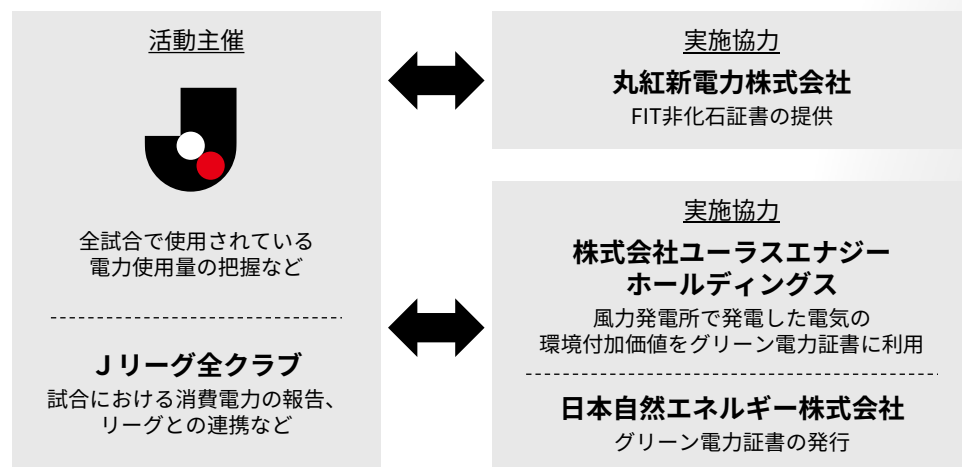 活動主催
全試合で使用されている
電力使用量の把握など
Jリーグ全クラブ
試合における消費電力の報告、
リーグとの連携など
実施協力
丸紅新電力株式会社
FIT非化石証書の提供
実施協力
株式会社ユーラスエナジー
ホールディングス
風力発電所で発電した電気の
環境付加価値をグリーン電力証書に利用
日本自然エネルギー株式会社
グリーン電力証書の発行